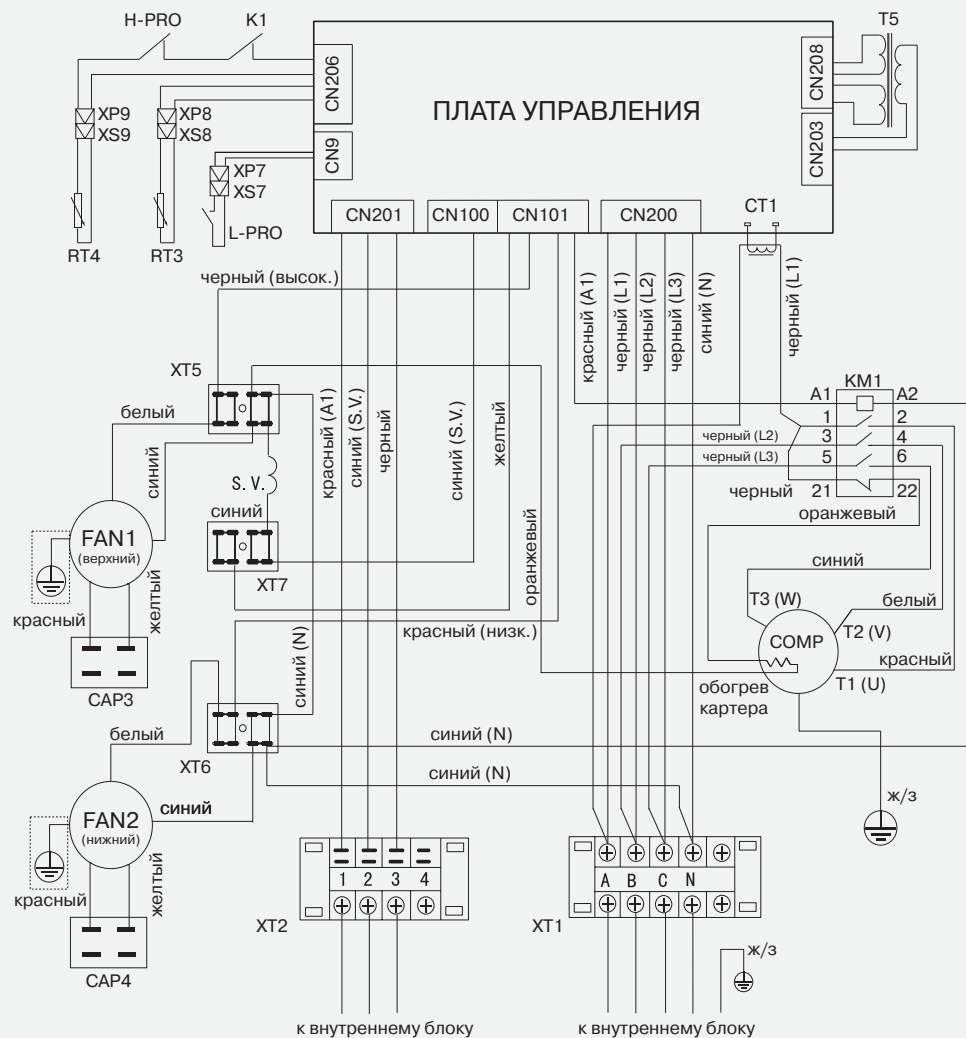 H-PRO
K1
T5
CN206
CN208
ПЛАТА УПРАВЛЕНИЯ
XP9
XS9
XP8
XS8
CN9
CN203
XP7
XS7
CN201
CN100
CN101
CN200
CT1
L-PRO
RT4
RT3
черный (высок.)
красный (A1)
черный (L1)
черный (L2)
черный (L3)
синий (N)
черный (L1)
XT5
KM1
A1
A2
белый
1
2
3
4
5
6
21
22
черный (L2)
черный (L3)
черный
оранжевый
синий
S. V.
красный (A1)
синий (S.V.)
черный
синий (S.V.)
желтый
синий
FAN1
(верхний)
XT7
оранжевый
синий
T3 (W)
белый
красный
желтый
красный (низк.)
COMP
T2 (V)
красный
T1 (U)
CAP3
синий (N)
обогрев
картера
белый
синий (N)
XT6
синий (N)
синий
ж/з
FAN2
(нижний)
красный
желтый
1
2
3
4
A
B
C
N
XT2
XT1
ж/з
CAP4
к внутреннему блоку
к внутреннему блоку